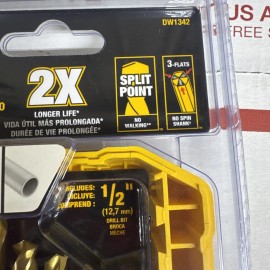 DW1342
2X
LONGER LIFE*
VIDA ÚTIL MÁS PROLONGADA*
DURÉE DE VIE PROLONGÉE*
SPLIT
POINT
NO
WALKING**
3-FLATS
NO SPIN
SHANK
US A
FREE S
INCLUDES:
INCLUYE:
COMPREND :
1/2"
(12,7 mm)
DRILL BIT
BROCA
MÈCHE